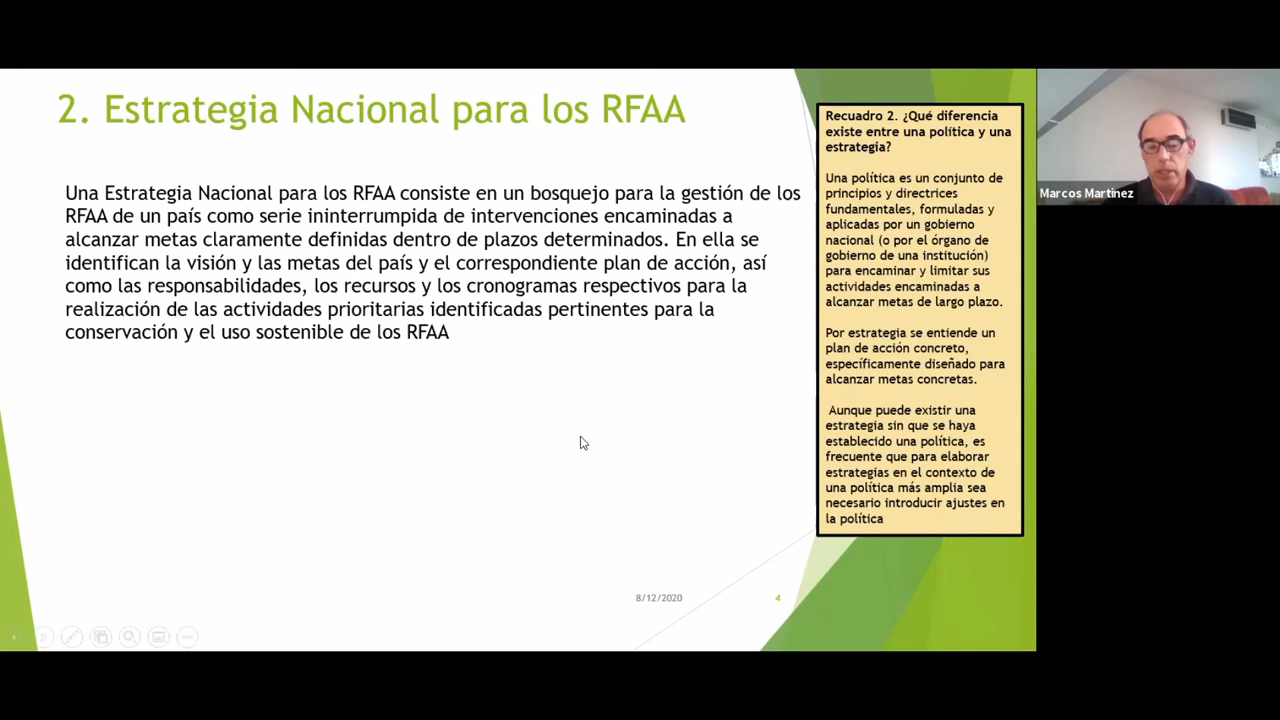 2. Estrategia Nacional para los RFAA
Una Estrategia Nacional para los RFAA consiste en un bosquejo para la gestión de los
RFAA de un país como serie ininterrumpida de intervenciones encaminadas a
alcanzar metas claramente definidas dentro de plazos determinados. En ella se
identifican la visión y las metas del país y el correspondiente plan de acción, así
como las responsabilidades, los recursos y los cronogramas respectivos para la
realización de las actividades prioritarias identificadas pertinentes para la
conservación y el uso sostenible de los RFAA
Recuadro 2. ¿Qué diferencia
existe entre una política y una
estrategia?
Una política es un conjunto de
principios y directrices
fundamentales, formuladas y
aplicadas por un gobierno
nacional (o por el órgano de
gobierno de una institución)
para encaminar y limitar sus
actividades encaminadas a
alcanzar metas de largo plazo.
Por estrategia se entiende un
plan de acción concreto,
específicamente diseñado para
alcanzar metas concretas.
Aunque puede existir una
estrategia sin que se haya
establecido una política, es
frecuente que para elaborar
estrategias en el contexto de
una política más amplia sea
necesario introducir ajustes en
la política
8/12/2020
4
Marcos Martínez